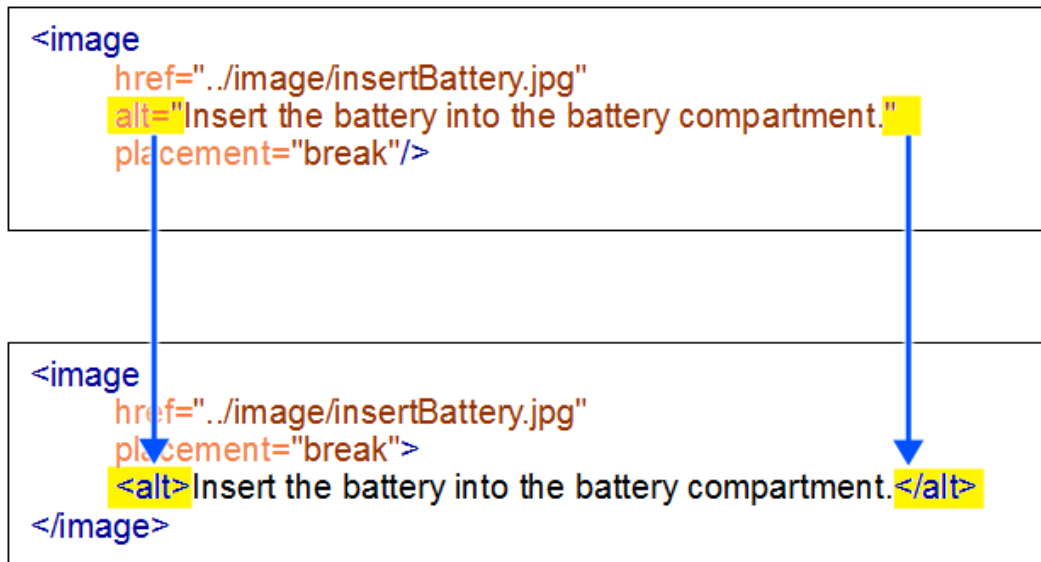 <image
href="../image/insertBattery.jpg"
alt="Insert the battery into the battery compartment."
placement="break"/>
<image
href="../image/insertBattery.jpg"
placement="break">
<alt>Insert the battery into the battery compartment.</alt>
</image>